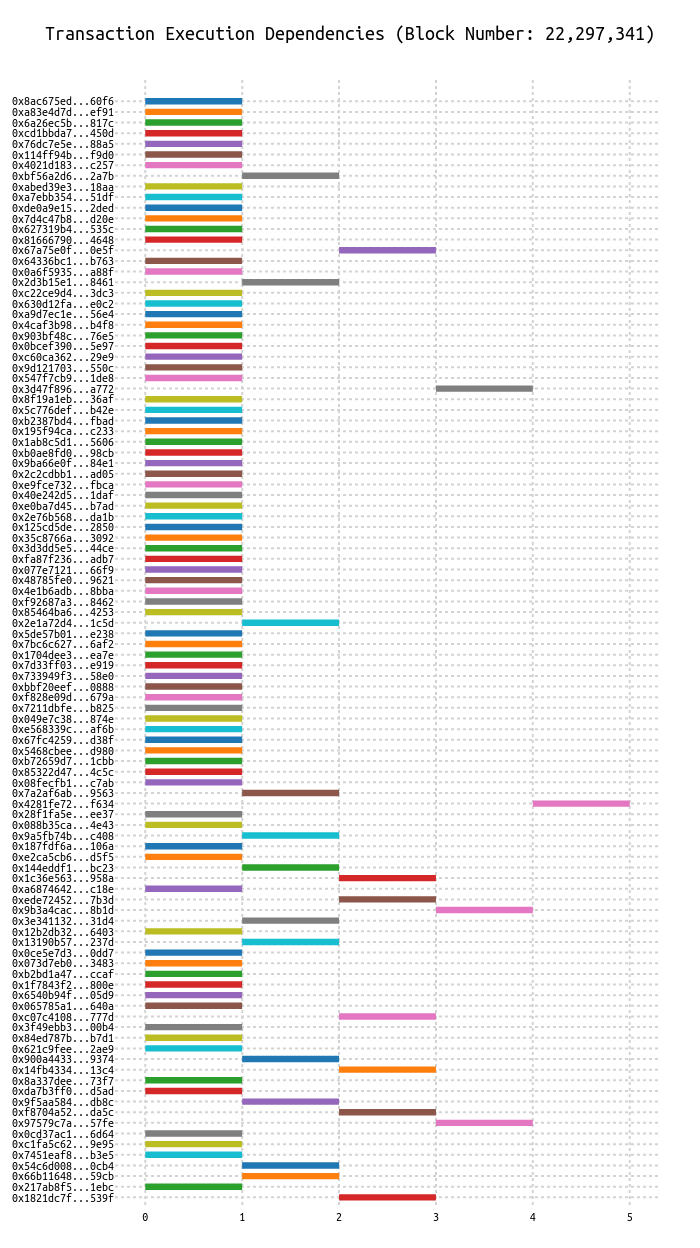 Transaction Execution Dependencies (Block Number: 22,297,341)
0x8ac675ed...60f6
0xa83e4d7d...ef91
0x6a26ec5b...817c
0xcd1bbda7...450d
0x76dc7e5e...88a5
0x114ff94b...f9d0
0x4021d183...c257
0xbf56a2d6...2a7b
0xabed39e3...18aa
0xa7ebb354...51df
0xde0a9e15...2ded
0x7d4c47b8...d20e
0x627319b4...535c
0x81666790...4648
0x67a75e0f...0e5f
0x64336bc1...b763
0x0a6f5935...a88f
0x2d3b15e1...8461
0xc22ce9d4...3dc3
0x630d12fa...e0c2
0xa9d7ec1e...56e4
0x4caf3b98...b4f8
0x903bf48c...76e5
0x0bcef390...5e97
0xc60ca362...29e9
0x9d121703...550c
0x547f7cb9...1de8
0x3d47f896...a772
0x8f19a1eb...36af
0x5c776def...b42e
0xb2387bd4...fbad
0x195f94ca...c233
0x1ab8c5d1...5606
0xb0ae8fd0...98cb
0x9ba66e0f...84e1
0x2c2cdbb1...ad05
0xe9fce732...fbca
0x40e242d5...1daf
0xe0ba7d45...b7ad
0x2e76b568...da1b
0x125cd5de...2850
0x35c8766a...3092
0x3d3dd5e5...44ce
0xfa87f236...adb7
0x077e7121...66f9
0x48785fe0...9621
0x4e1b6adb...8bba
0xf92687a3...8462
0x85464ba6...4253
0x2e1a72d4...1c5d
0x5de57b01...e238
0x7bc6c627...6af2
0x1704dee3...ea7e
0x7d33ff03...e919
0x733949f3...58e0
0xbbf20eef...0888
0xf828e09d...679a
0x7211dbfe...b825
0x049e7c38...874e
0xe568339c...af6b
0x67fc4259...d38f
0x5468cbee...d980
0xb72659d7...1cbb
0x85322d47...4c5c
0x08fecfb1...c7ab
0x7a2af6ab...9563
0x4281fe72...f634
0x28f1fa5e...ee37
0x088b35ca...4e43
0x9a5fb74b...c408
0x187fdf6a...106a
0xe2ca5cb6...d5f5
0x144eddf1...bc23
0x1c36e563...958a
0xa6874642...c18e
0xede72452...7b3d
0x9b3a4cac...8b1d
0x3e341132...31d4
0x12b2db32...6403
0x13190b57...237d
0x0ce5e7d3...0dd7
0x073d7eb0...3483
0xb2bd1a47...ccaf
0x1f7843f2...800e
0x6540b94f...05d9
0x065785a1...640a
0xc07c4108...777d
0x3f49ebb3...00b4
0x84ed787b...b7d1
0x621c9fee...2ae9
0x900a4433...9374
0x14fb4334...13c4
0x8a337dee...73f7
0xda7b3ff0...d5ad
0x9f5aa584...db8c
0xf8704a52...da5c
0x97579c7a...57fe
0x0cd37ac1...6d64
0xc1fa5c62...9e95
0x7451eaf8...b3e5
0x54c6d008...0cb4
0x66b11648...59cb
0x217ab8f5...1ebc
0x1821dc7f...539f
0 1 2 3 4 5